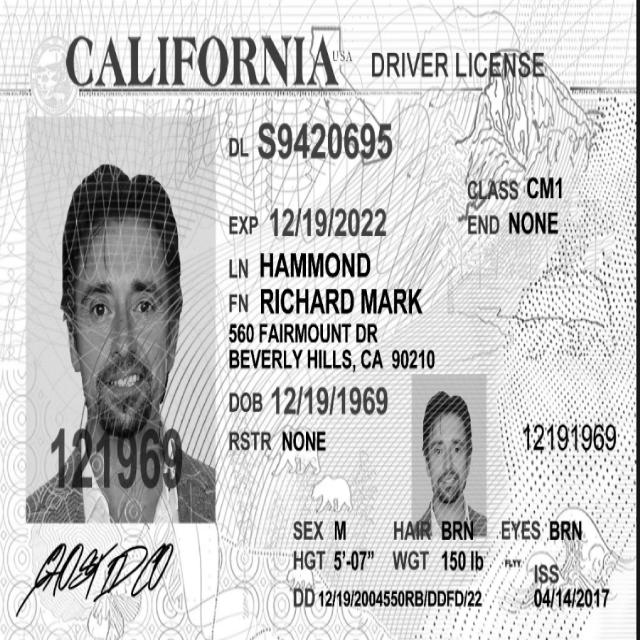 CALIFORNIA USA DRIVER LICENSE
DL S9420695
CLASS CM1
EXP 12/19/2022
END NONE
LN HAMMOND
FN RICHARD MARK
560 FAIRMOUNT DR
BEVERLY HILLS, CA 90210
DOB 12/19/1969
RSTR NONE
12191969
121969
SEX M HAIR BRN EYES BRN
HGT 5'-07" WGT 150 lb FLYY ISS
DD 12/19/2004550RB/DDFD/22 04/14/2017